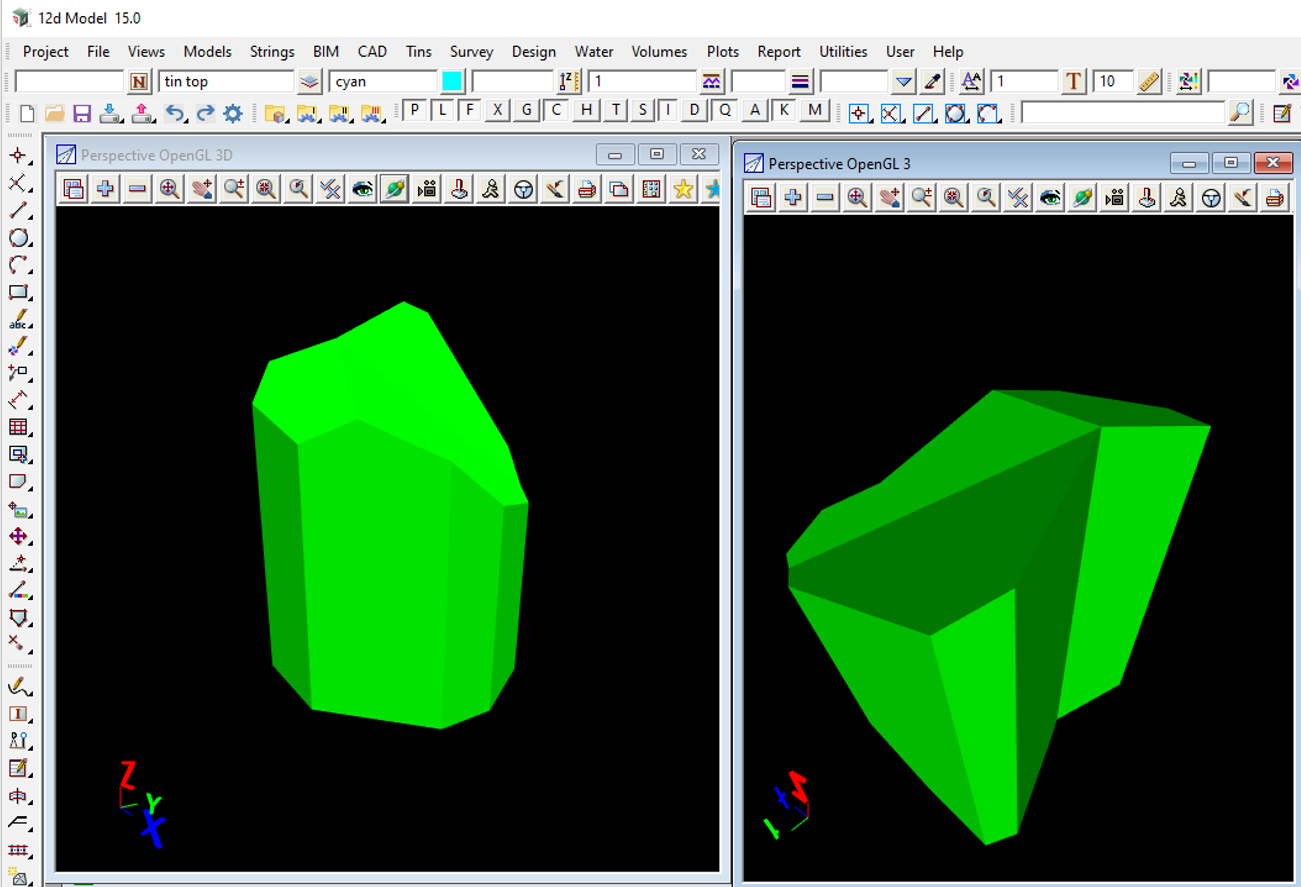 12d Model 15.0
Project File Views Models Strings BIM CAD Tins Survey Design Water Volumes Plots Report Utilities User Help
N tin top cyan 1 T 1 10
P L F X G C H T S I D Q A K M
Perspective OpenGL 3D
Perspective OpenGL 3
abc
I
Z
Y
X
Z
X
Y